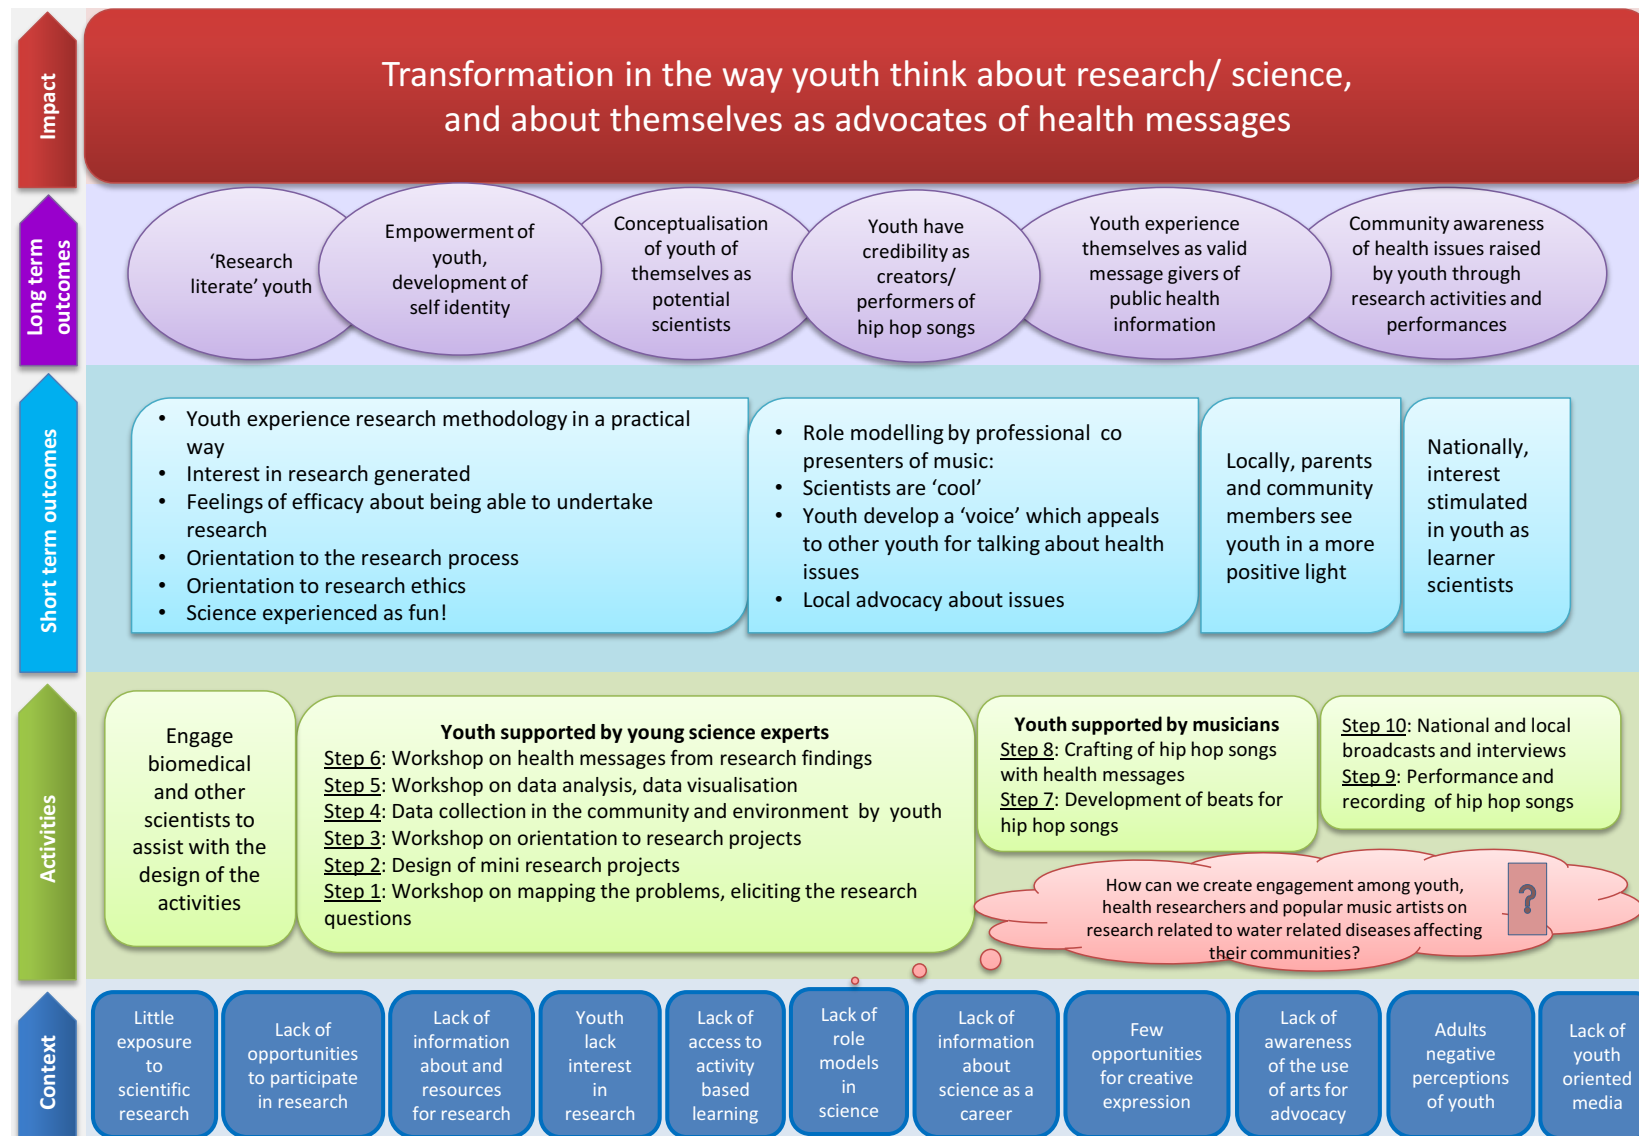 Impact
Transformation in the way youth think about research/ science,
and about themselves as advocates of health messages
Long term
outcomes
‘Research
literate’ youth
Empowerment of
youth,
development of
self identity
Conceptualisation
of youth of
themselves as
potential
scientists
Youth have
credibility as
creators/
performers of
hip hop songs
Youth experience
themselves as valid
message givers of
public health
information
Community awareness
of health issues raised
by youth through
research activities and
performances
Short term outcomes
• Youth experience research methodology in a practical
way
• Interest in research generated
• Feelings of efficacy about being able to undertake
research
• Orientation to the research process
• Orientation to research ethics
• Science experienced as fun!
• Role modelling by professional co
presenters of music:
• Scientists are ‘cool’
• Youth develop a ‘voice’ which appeals
to other youth for talking about health
issues
• Local advocacy about issues
Locally, parents
and community
members see
youth in a more
positive light
Nationally,
interest
stimulated
in youth as
learner
scientists
Activities
Engage
biomedical
and other
scientists to
assist with the
design of the
activities
Youth supported by young science experts
Step 6: Workshop on health messages from research findings
Step 5: Workshop on data analysis, data visualisation
Step 4: Data collection in the community and environment by youth
Step 3: Workshop on orientation to research projects
Step 2: Design of mini research projects
Step 1: Workshop on mapping the problems, eliciting the research
questions
Youth supported by musicians
Step 8: Crafting of hip hop songs
with health messages
Step 7: Development of beats for
hip hop songs
Step 10: National and local
broadcasts and interviews
Step 9: Performance and
recording of hip hop songs
How can we create engagement among youth,
health researchers and popular music artists on
research related to water related diseases affecting
their communities?
?
Context
Little
exposure
to
scientific
research
Lack of
opportunities
to participate
in research
Lack of
information
about and
resources
for research
Youth
lack
interest
in
research
Lack of
access to
activity
based
learning
Lack of
role
models
in
science
Lack of
information
about
science as a
career
Few
opportunities
for creative
expression
Lack of
awareness
of the use
of arts for
advocacy
Adults
negative
perceptions
of youth
Lack of
youth
oriented
media